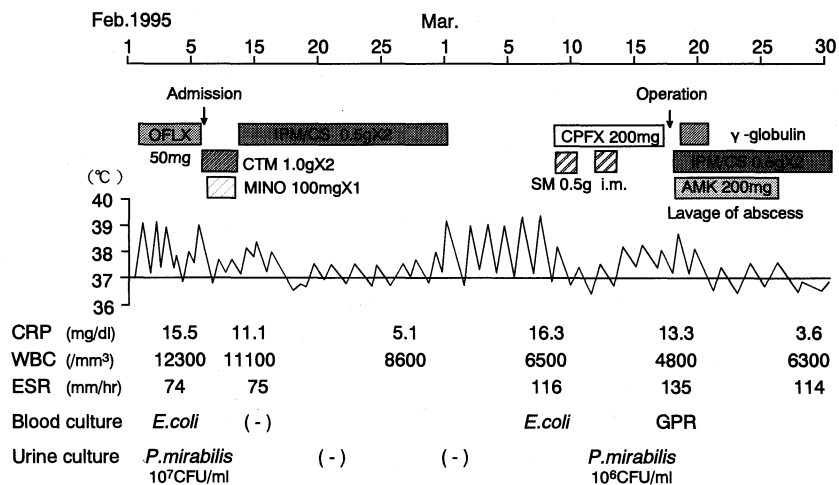 Feb.1995 Mar.
1 15 20 25 1 5 10 15 20 25 30
Admission Operation
OFLX IPM/CS 0.5gX2 CPFX 200mg γ -globulin
50mg CTM 1.0gX2 SM 0.5g i.m. IPM/CS 0.5gX2
(℃) MINO 100mgX1 AMK 200mg
40 Lavage of abscess
39
38
37
36
CRP (mg/dl) 15.5 11.1 5.1 16.3 13.3 3.6
WBC (/mm³) 12300 11100 8600 6500 4800 6300
ESR (mm/hr) 74 75 116 135 114
Blood culture E.coli (-) E.coli GPR
Urine culture P.mirabilis (-) (-) P.mirabilis
10⁷CFU/ml 10⁶CFU/ml